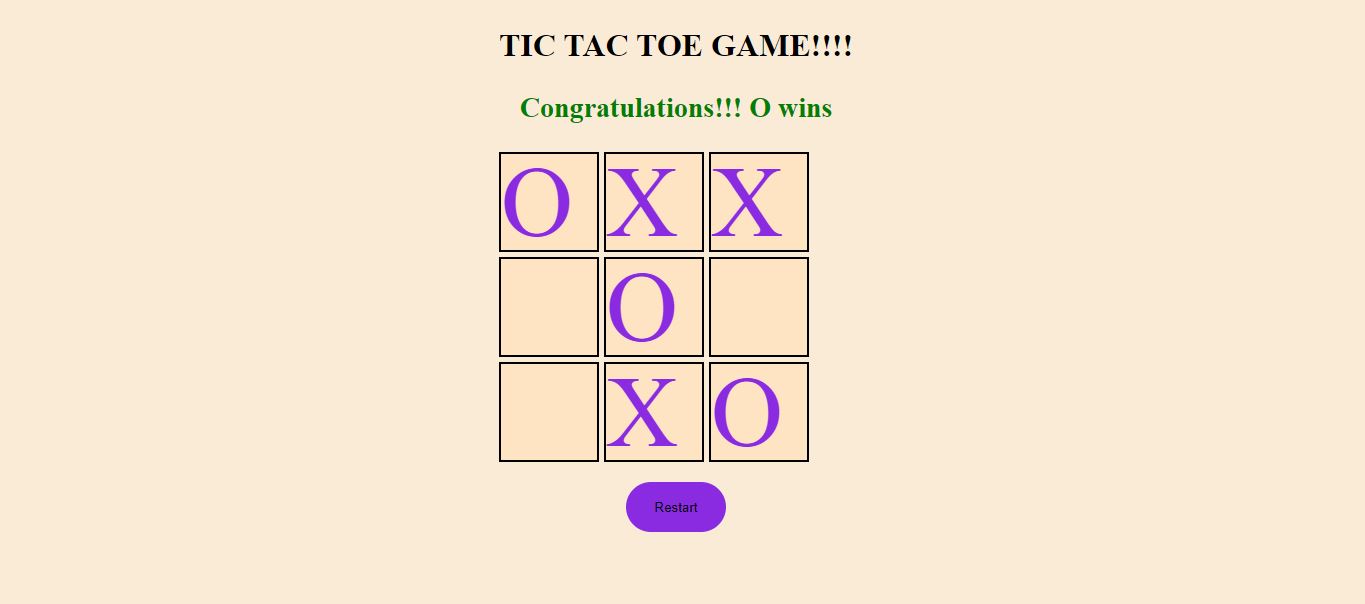 TIC TAC TOE GAME!!!!
Congratulations!!! O wins
O X X
O
X O
Restart